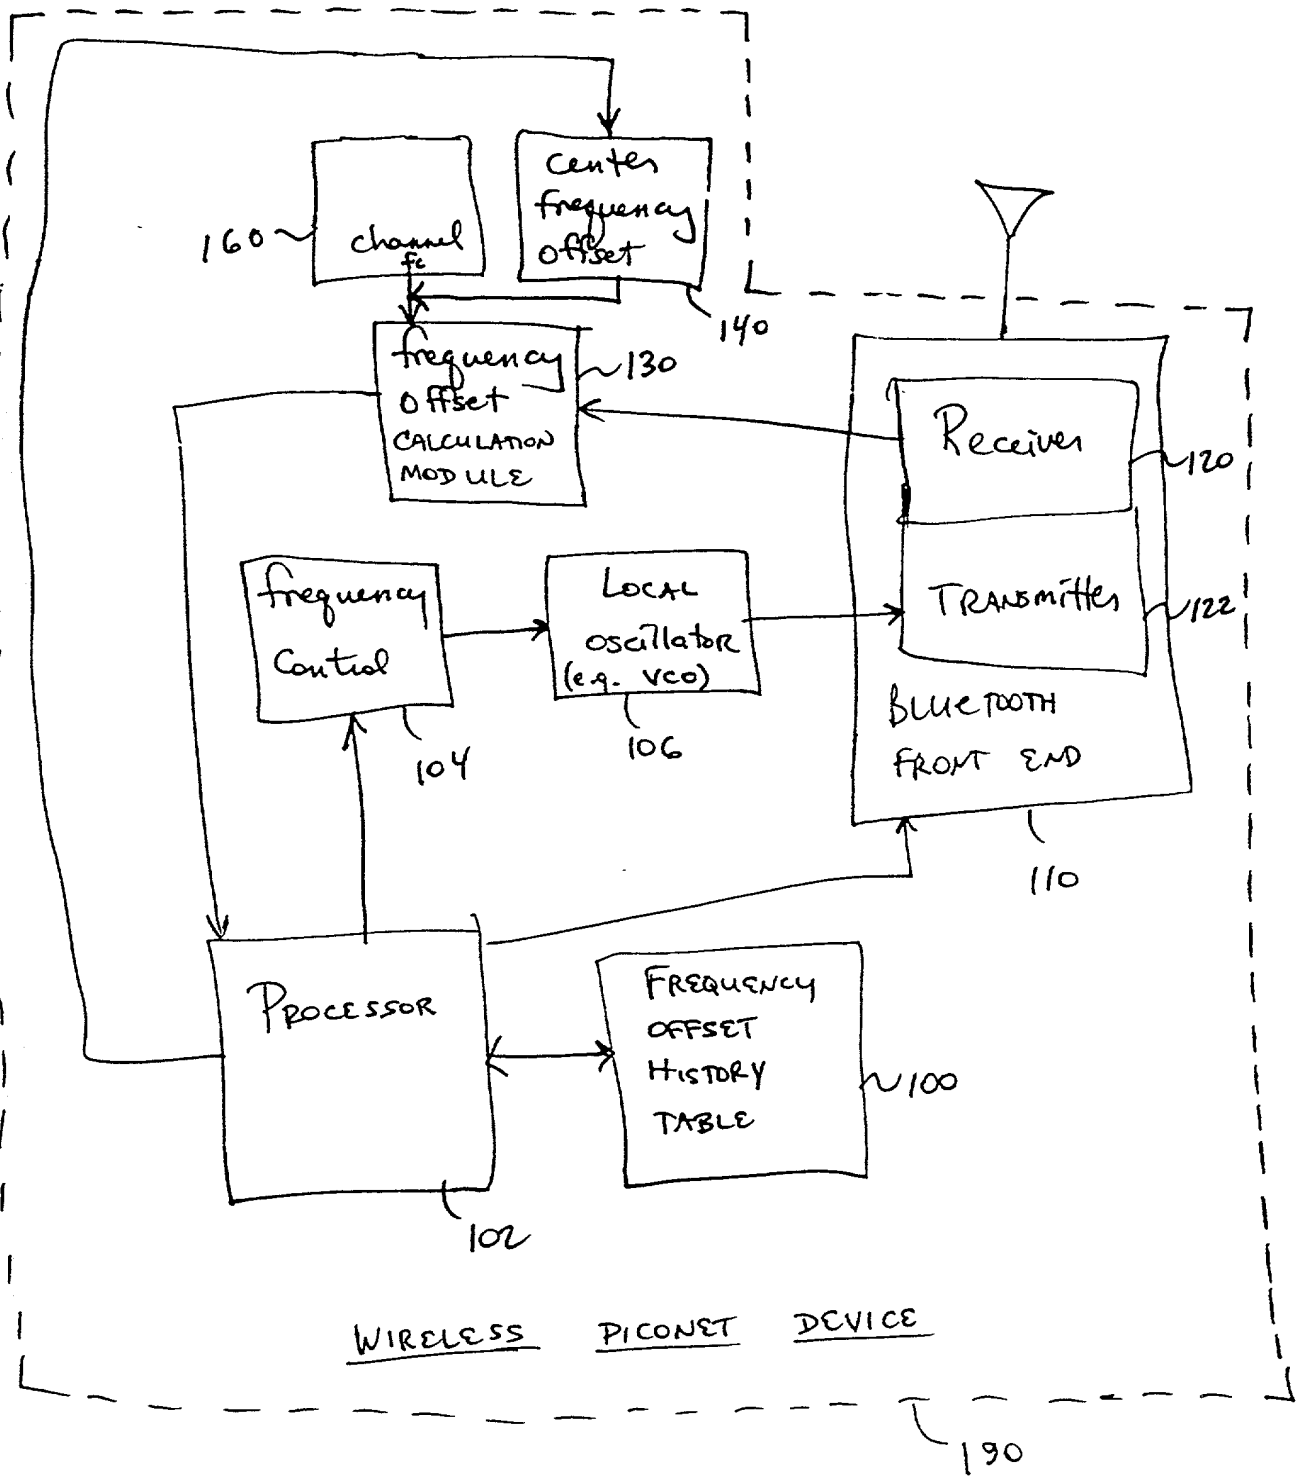 160
channel
fc
center
frequency
offset
140
frequency
offset
CALCULATION
MODULE
130
Receiver
120
TRANSmitter
122
BLUETOOTH
FRONT END
110
frequency
Control
104
LOCAL
oscillator
(e.g. VCO)
106
PROCESSOR
102
FREQUENCY
OFFSET
HISTORY
TABLE
100
WIRELESS PICONET DEVICE
190